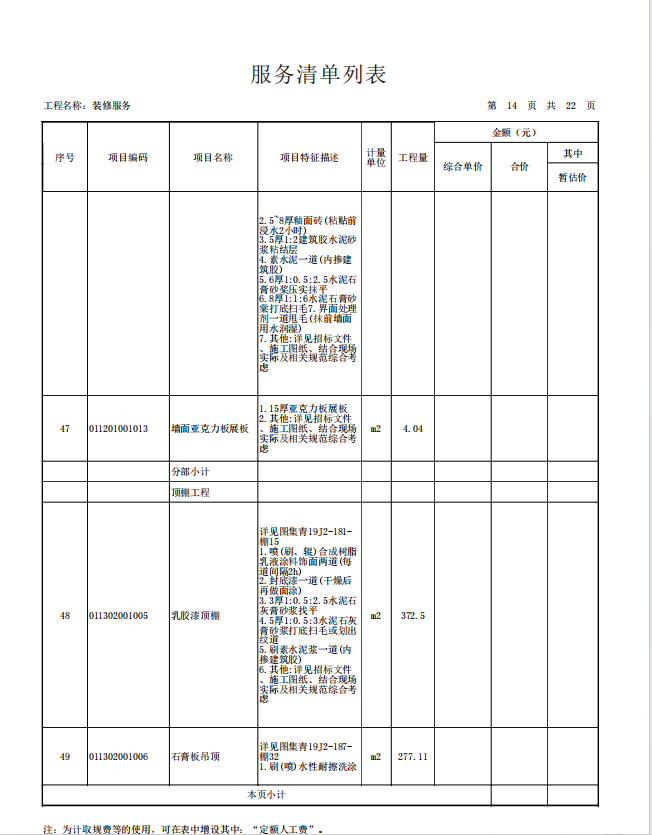 服务清单列表
工程名称：装修服务
第 14 页 共 22 页
序号 项目编码 项目名称 项目特征描述 计量单位 工程量 金额（元）
综合单价 合价 其中
暂估价
2.5~8厚釉面砖(粘贴前
浸水2小时)
3.5厚1:2建筑胶水泥砂
浆粘结层
4.素水泥一道(内掺建
筑胶)
5.6厚1:0.5:2.5水泥石
膏砂浆压实抹平
6.8厚1:1:6水泥石膏砂
浆打底扫毛7.界面处理
剂一道甩毛(抹前墙面
用水润湿)
7.其他:详见招标文件
、施工图纸、结合现场
实际及相关规范综合考
虑
47 011201001013 墙面亚克力板展板
1.15厚亚克力板展板
2.其他:详见招标文件
、施工图纸、结合现场
实际及相关规范综合考
虑
m2 4.04
分部小计
顶棚工程
48 011302001005 乳胶漆顶棚
详见图集青19J2-181-
棚15
1.喷(刷、辊)合成树脂
乳液涂料饰面两道(每
道间隔2h)
2.封底漆一道(干燥后
再做面涂)
3.3厚1:0.5:2.5水泥石
灰膏砂浆找平
4.5厚1:0.5:3水泥石灰
膏砂浆打底扫毛或划出
纹道
5.刷素水泥浆一道(内
掺建筑胶)
6.其他:详见招标文件
、施工图纸、结合现场
实际及相关规范综合考
虑
m2 372.5
49 011302001006 石膏板吊顶
详见图集青19J2-187-
棚32
1.刷(喷)水性耐擦洗涂
m2 277.11
本页小计
注：为计取规费等的使用，可在表中增设其中：“定额人工费”。